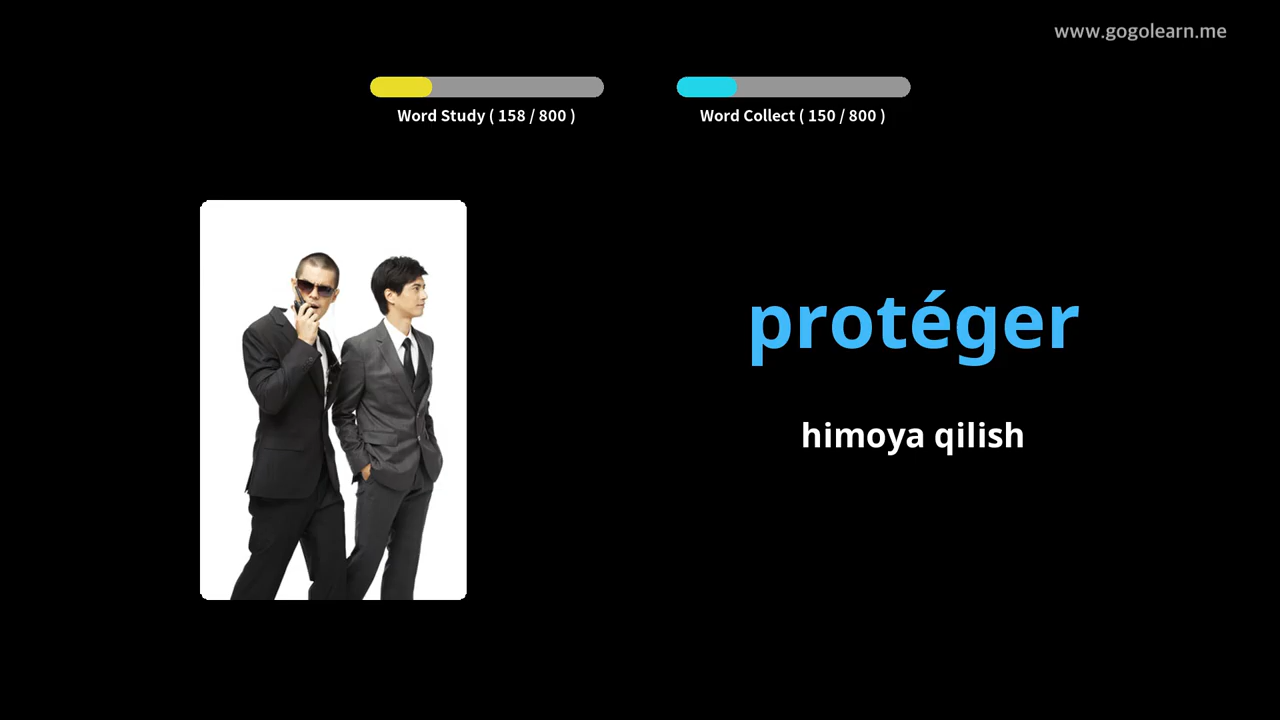 www.gogolearn.me
Word Study ( 158 / 800 )
Word Collect ( 150 / 800 )
protéger
himoya qilish